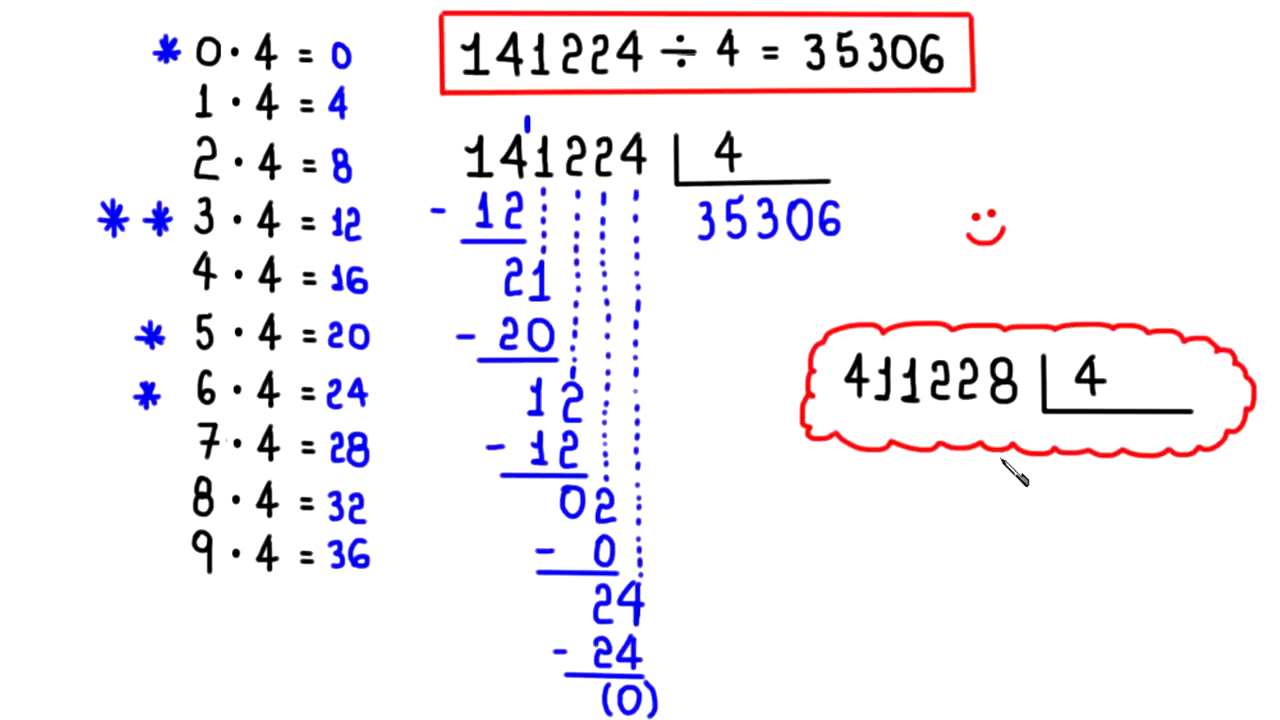 * 0 · 4 = 0
1 · 4 = 4
2 · 4 = 8
* * 3 · 4 = 12
4 · 4 = 16
* 5 · 4 = 20
* 6 · 4 = 24
7 · 4 = 28
8 · 4 = 32
9 · 4 = 36
141224 ÷ 4 = 35306
14'1224 4
- 12 35306
21
- 20
12
- 12
02
- 0
24
- 24
(0)
411228 4